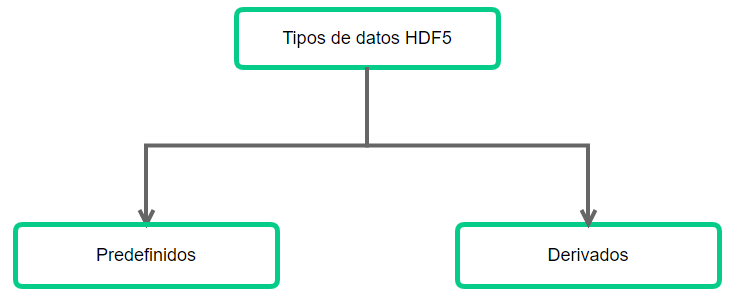 Tipos de datos HDF5
Predefinidos
Derivados